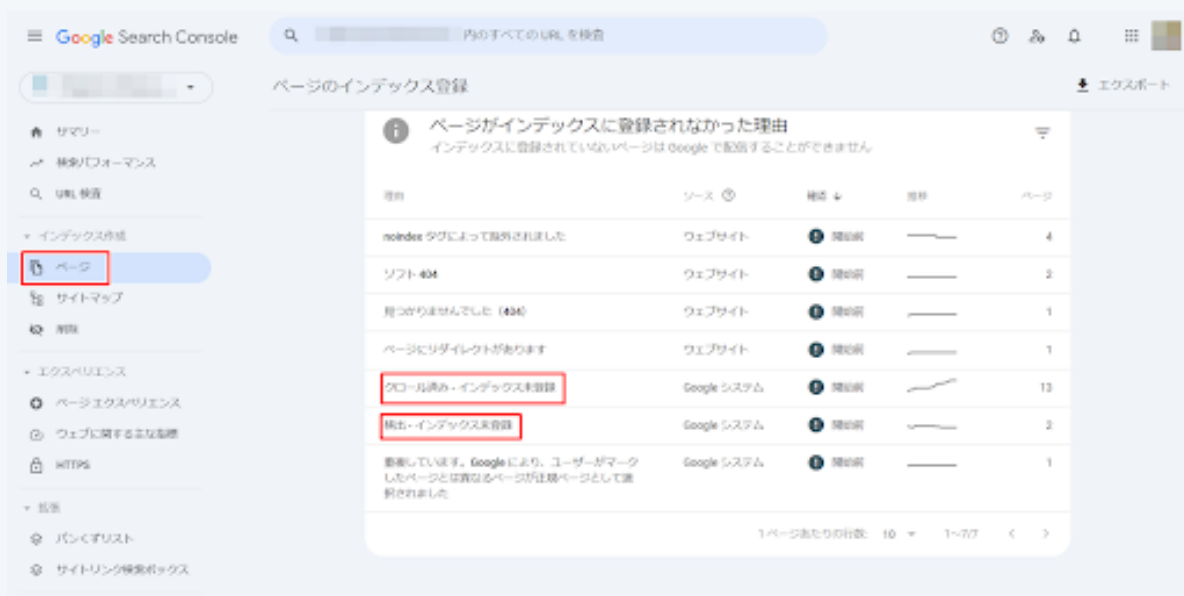 Google Search Console
内のすべての URL を検査
ページのインデックス登録
エクスポート
サマリー
検索パフォーマンス
URL 検査
インデックス作成
ページ
サイトマップ
削除
エクスペリエンス
ページ エクスペリエンス
ウェブに関する主な指標
HTTPS
拡張
パンくずリスト
サイトリンク検索ボックス
ページがインデックスに登録されなかった理由
インデックスに登録されていないページは Google で配信することができません
理由 ソース 確認 推移 ページ
noindex タグによって除外されました ウェブサイト 開始前 4
ソフト 404 ウェブサイト 開始前 2
見つかりませんでした (404) ウェブサイト 開始前 1
ページにリダイレクトがあります ウェブサイト 開始前 1
クロール済み - インデックス未登録 Google システム 開始前 13
検出 - インデックス未登録 Google システム 開始前 2
重複しています。Google により、ユーザーがマーク Google システム 開始前 1
したページとは異なるページが正規ページとして選
択されました
1 ページあたりの行数: 10 1~7/7